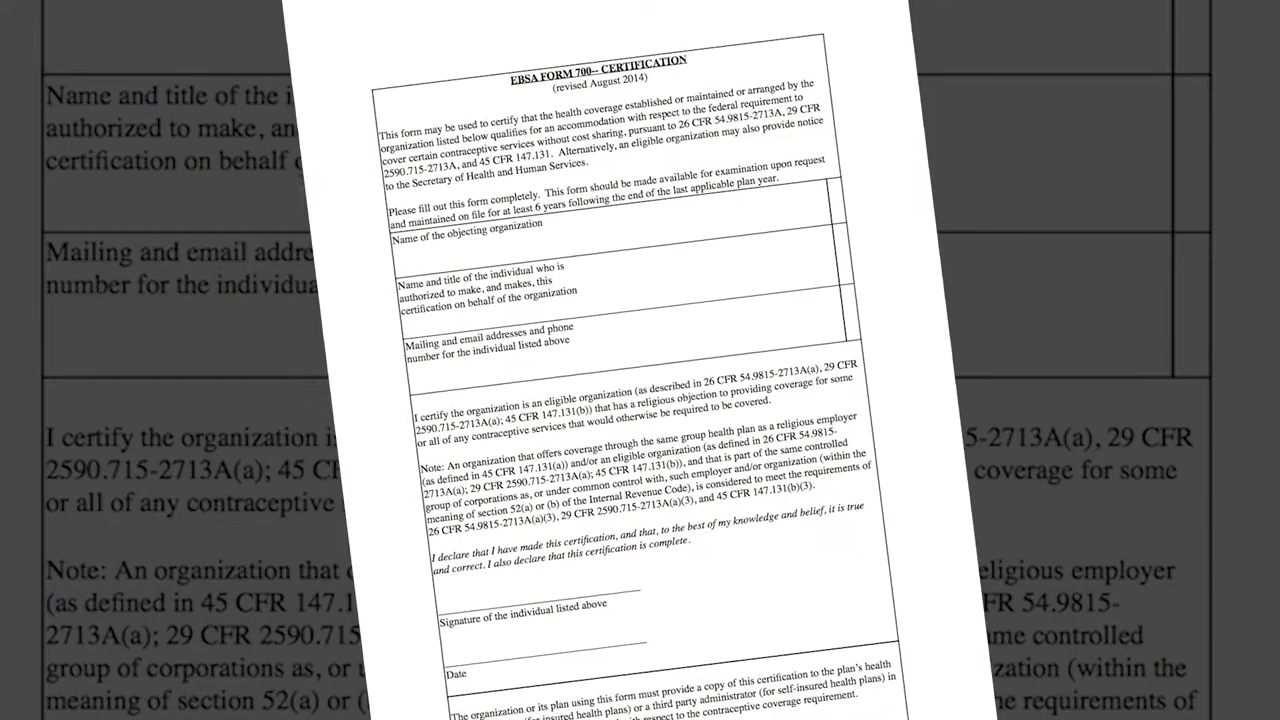 EBSA FORM 700-- CERTIFICATION
(revised August 2014)
This form may be used to certify that the health coverage established or maintained or arranged by the
organization listed below qualifies for an accommodation with respect to the federal requirement to
cover certain contraceptive services without cost sharing, pursuant to 26 CFR 54.9815-2713A, 29 CFR
2590.715-2713A, and 45 CFR 147.131. Alternatively, an eligible organization may also provide notice
to the Secretary of Health and Human Services.
Please fill out this form completely. This form should be made available for examination upon request
and maintained on file for at least 6 years following the end of the last applicable plan year.
Name of the objecting organization
Name and title of the individual who is
authorized to make, and makes, this
certification on behalf of the organization
Mailing and email addresses and phone
number for the individual listed above
I certify the organization is an eligible organization (as described in 26 CFR 54.9815-2713A(a), 29 CFR
2590.715-2713A(a); 45 CFR 147.131(b)) that has a religious objection to providing coverage for some
or all of any contraceptive services that would otherwise be required to be covered.
Note: An organization that offers coverage through the same group health plan as a religious employer
(as defined in 45 CFR 147.131(a)) and/or an eligible organization (as defined in 26 CFR 54.9815-
2713A(a); 29 CFR 2590.715-2713A(a); 45 CFR 147.131(b)), and that is part of the same controlled
group of corporations as, or under common control with, such employer and/or organization (within the
meaning of section 52(a) or (b) of the Internal Revenue Code), is considered to meet the requirements of
26 CFR 54.9815-2713A(a)(3), 29 CFR 2590.715-2713A(a)(3), and 45 CFR 147.131(b)(3).
I declare that I have made this certification, and that, to the best of my knowledge and belief, it is true
and correct. I also declare that this certification is complete.
Signature of the individual listed above
Date
The organization or its plan using this form must provide a copy of this certification to the plan's health
insured health plans) or a third party administrator (for self-insured health plans) in
respect to the contraceptive coverage requirement.
Name and title of the
authorized to make, an
certification on behalf
Mailing and email addre
number for the individua
I certify the organization
5-2713A(a), 29 CFR
2590.715-2713A(a); 45
coverage for some
or all of any contraceptive
Note: An organization that
eligious employer
(as defined in 45 CFR 147.1
FR 54.9815-
2713A(a); 29 CFR 2590.715
me controlled
group of corporations as, or
zation (within the
meaning of section 52(a) or
e requirements of